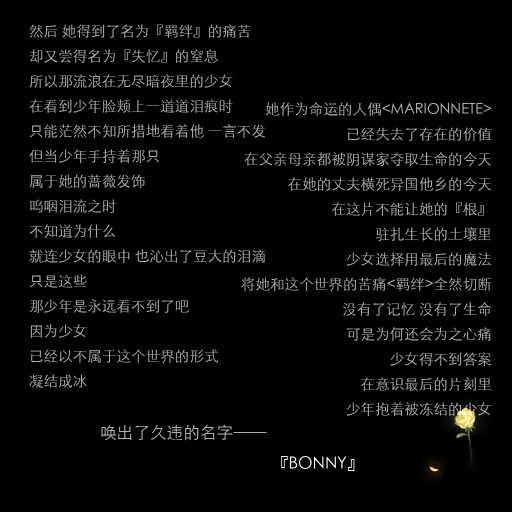 然后 她得到了名为『羁绊』的痛苦
却又尝得名为『失忆』的窒息
所以那流浪在无尽暗夜里的少女
在看到少年脸颊上一道道泪痕时
只能茫然不知所措地看着他 一言不发
但当少年手持着那只
属于她的蔷薇发饰
呜咽泪流之时
不知道为什么
就连少女的眼中 也沁出了豆大的泪滴
只是这些
那少年是永远看不到了吧
因为少女
已经以不属于这个世界的形式
凝结成冰
她作为命运的人偶<MARIONNETE>
已经失去了存在的价值
在父亲母亲都被阴谋家夺取生命的今天
在她的丈夫横死异国他乡的今天
在这片不能让她的『根』
驻扎生长的土壤里
少女选择用最后的魔法
将她和这个世界的苦痛<羁绊>全然切断
没有了记忆 没有了生命
可是为何还会为之心痛
少女得不到答案
在意识最后的片刻里
少年抱着被冻结的少女
唤出了久违的名字——
『BONNY』